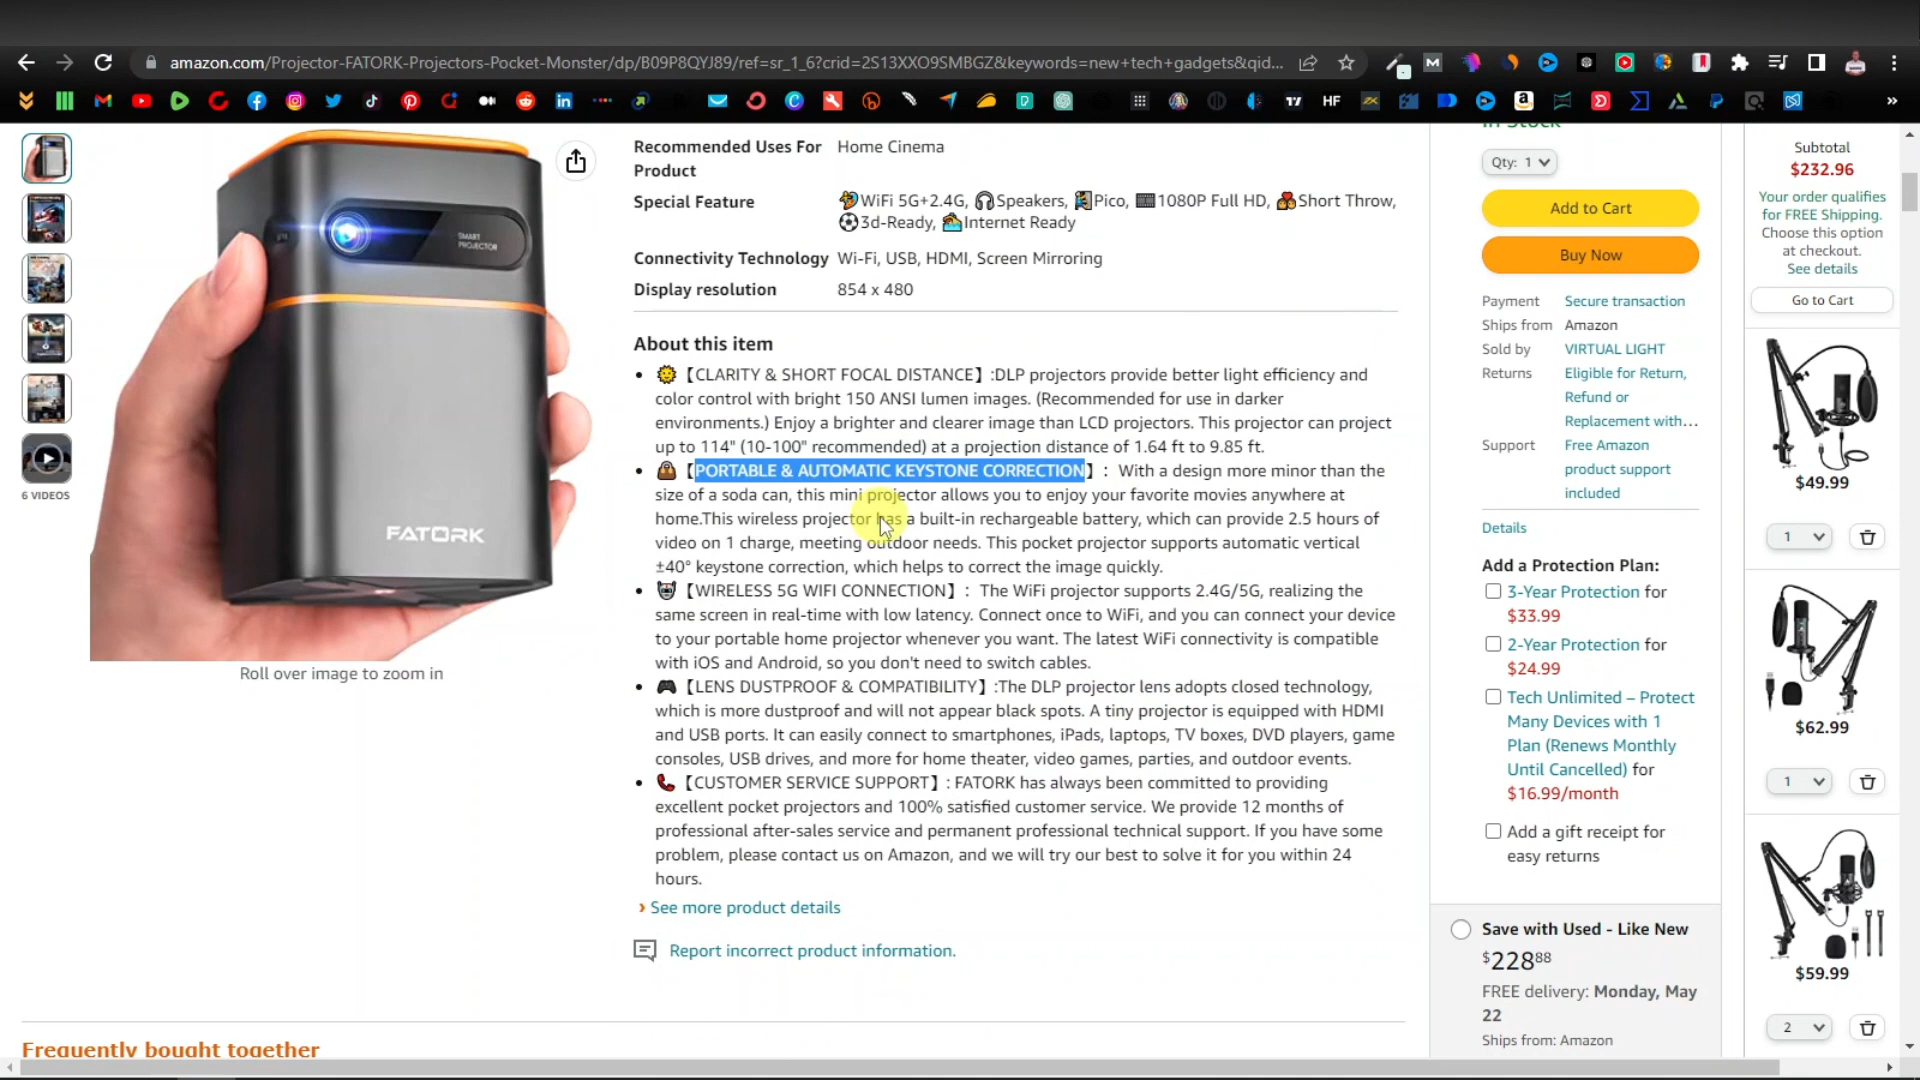 amazon.com/Projector-FATORK-Projectors-Pocket-Monster/dp/B09P8QYJ89/ref=sr_1_6?crid=2S13XXO9SMBGZ&keywords=new+tech+gadgets&qid...
Recommended Uses For Product
Home Cinema
Special Feature
WiFi 5G+2.4G, Speakers, Pico, 1080P Full HD, Short Throw,
3d-Ready, Internet Ready
Connectivity Technology Wi-Fi, USB, HDMI, Screen Mirroring
Display resolution 854 x 480
About this item
【CLARITY & SHORT FOCAL DISTANCE】:DLP projectors provide better light efficiency and
color control with bright 150 ANSI lumen images. (Recommended for use in darker
environments.) Enjoy a brighter and clearer image than LCD projectors. This projector can project
up to 114" (10-100" recommended) at a projection distance of 1.64 ft to 9.85 ft.
【PORTABLE & AUTOMATIC KEYSTONE CORRECTION】: With a design more minor than the
size of a soda can, this mini projector allows you to enjoy your favorite movies anywhere at
home.This wireless projector has a built-in rechargeable battery, which can provide 2.5 hours of
video on 1 charge, meeting outdoor needs. This pocket projector supports automatic vertical
±40° keystone correction, which helps to correct the image quickly.
【WIRELESS 5G WIFI CONNECTION】: The WiFi projector supports 2.4G/5G, realizing the
same screen in real-time with low latency. Connect once to WiFi, and you can connect your device
to your portable home projector whenever you want. The latest WiFi connectivity is compatible
with iOS and Android, so you don't need to switch cables.
【LENS DUSTPROOF & COMPATIBILITY】:The DLP projector lens adopts closed technology,
which is more dustproof and will not appear black spots. A tiny projector is equipped with HDMI
and USB ports. It can easily connect to smartphones, iPads, laptops, TV boxes, DVD players, game
consoles, USB drives, and more for home theater, video games, parties, and outdoor events.
【CUSTOMER SERVICE SUPPORT】: FATORK has always been committed to providing
excellent pocket projectors and 100% satisfied customer service. We provide 12 months of
professional after-sales service and permanent professional technical support. If you have some
problem, please contact us on Amazon, and we will try our best to solve it for you within 24
hours.
› See more product details
Report incorrect product information.
SMART
PROJECTOR
FATORK
6 VIDEOS
Roll over image to zoom in
Frequently bought together
In Stock
Qty: 1
Add to Cart
Buy Now
Payment Secure transaction
Ships from Amazon
Sold by VIRTUAL LIGHT
Returns Eligible for Return,
Refund or
Replacement with...
Support Free Amazon
product support
included
Details
Add a Protection Plan:
3-Year Protection for
$33.99
2-Year Protection for
$24.99
Tech Unlimited – Protect
Many Devices with 1
Plan (Renews Monthly
Until Cancelled) for
$16.99/month
Add a gift receipt for
easy returns
Save with Used - Like New
$228 88
FREE delivery: Monday, May
22
Ships from: Amazon
Subtotal
$232.96
Your order qualifies
for FREE Shipping.
Choose this option
at checkout.
See details
Go to Cart
$49.99
1
$62.99
1
$59.99
2